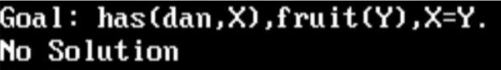 Goal: has(dan,X),fruit(Y),X=Y.
No Solution